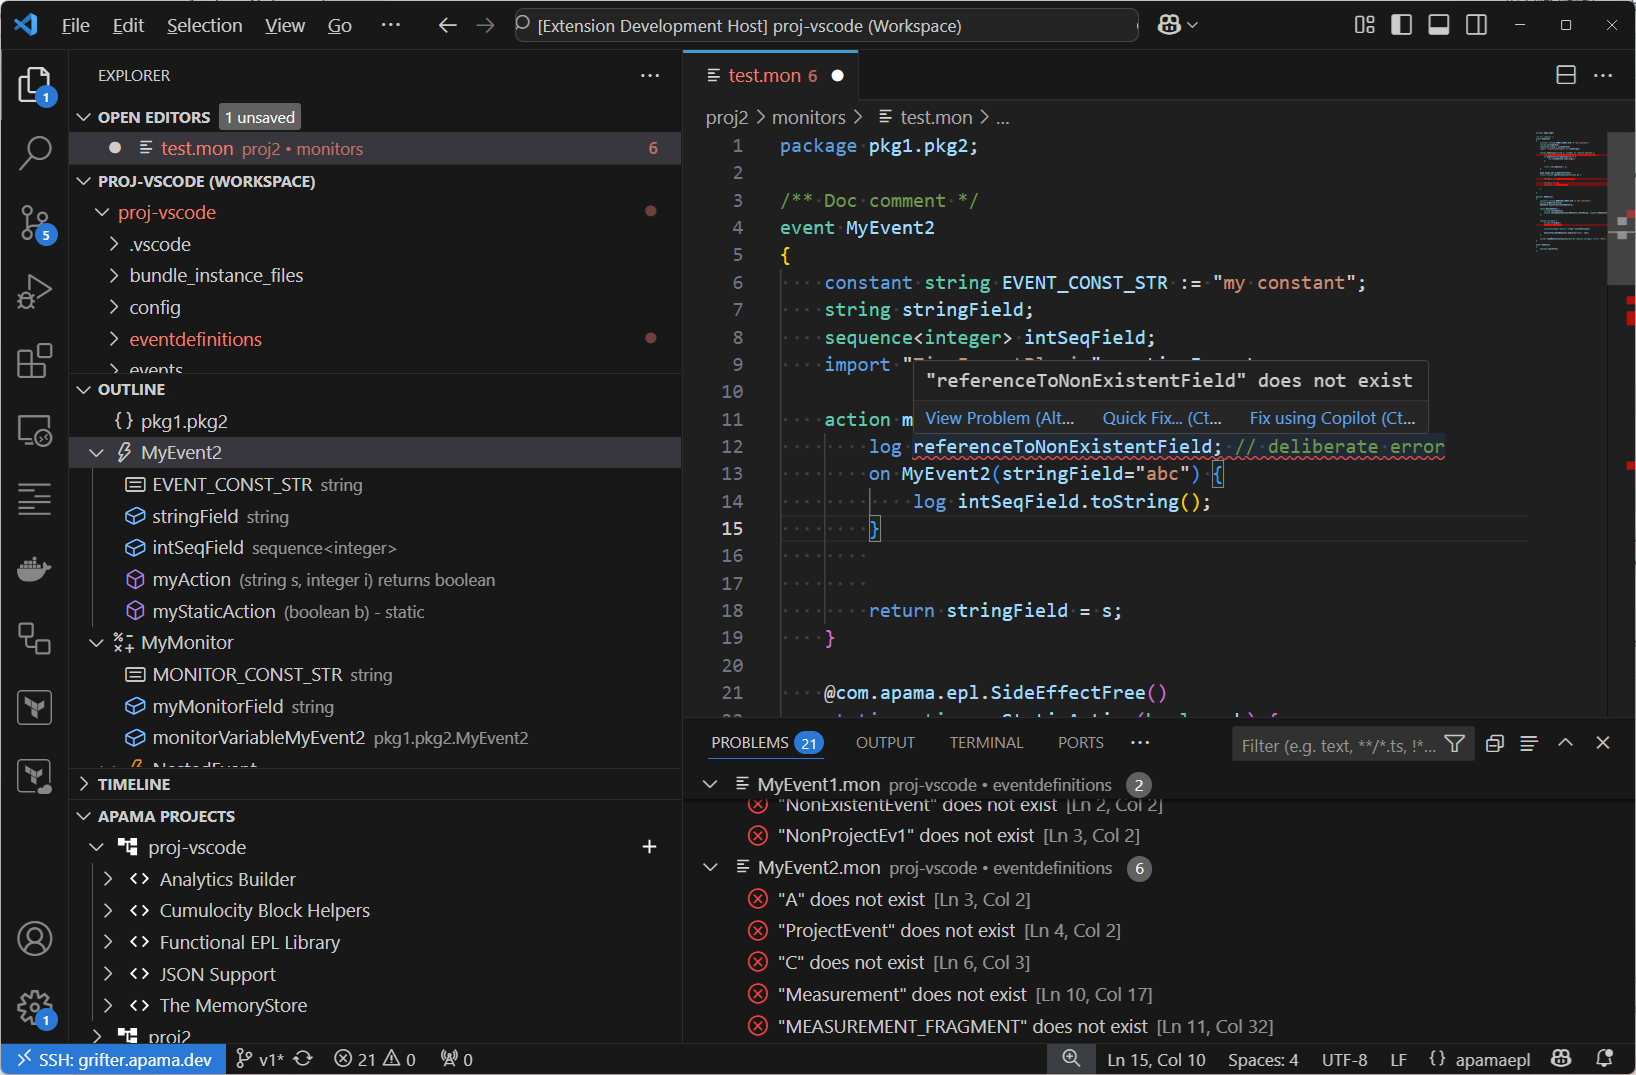 File Edit Selection View Go ··· [Extension Development Host] proj-vscode (Workspace)
EXPLORER
OPEN EDITORS 1 unsaved
test.mon proj2 • monitors 6
PROJ-VSCODE (WORKSPACE)
proj-vscode
.vscode
bundle_instance_files
config
eventdefinitions
events
OUTLINE
{} pkg1.pkg2
MyEvent2
EVENT_CONST_STR string
stringField string
intSeqField sequence<integer>
myAction (string s, integer i) returns boolean
myStaticAction (boolean b) - static
MyMonitor
MONITOR_CONST_STR string
myMonitorField string
monitorVariableMyEvent2 pkg1.pkg2.MyEvent2
NestedEvent
TIMELINE
APAMA PROJECTS
proj-vscode
Analytics Builder
Cumulocity Block Helpers
Functional EPL Library
JSON Support
The MemoryStore
proj2
1
5
1
test.mon 6
proj2 > monitors > test.mon > ...
1 package pkg1.pkg2;
2
3 /** Doc comment */
4 event MyEvent2
5 {
6 constant string EVENT_CONST_STR := "my constant";
7 string stringField;
8 sequence<integer> intSeqField;
9 import "
10
11 action m
12 log referenceToNonExistentField; // deliberate error
13 on MyEvent2(stringField="abc") {
14 log intSeqField.toString();
15 }
16
17
18 return stringField = s;
19 }
20
21 @com.apama.epl.SideEffectFree()
22
"referenceToNonExistentField" does not exist
View Problem (Alt... Quick Fix... (Ct... Fix using Copilot (Ct...
PROBLEMS 21 OUTPUT TERMINAL PORTS ··· Filter (e.g. text, **/*.ts, !*...
MyEvent1.mon proj-vscode • eventdefinitions 2
"NonExistentEvent" does not exist [Ln 2, Col 2]
"NonProjectEv1" does not exist [Ln 3, Col 2]
MyEvent2.mon proj-vscode • eventdefinitions 6
"A" does not exist [Ln 3, Col 2]
"ProjectEvent" does not exist [Ln 4, Col 2]
"C" does not exist [Ln 6, Col 3]
"Measurement" does not exist [Ln 10, Col 17]
"MEASUREMENT_FRAGMENT" does not exist [Ln 11, Col 32]
SSH: grifter.apama.dev v1* 21 0 0 Ln 15, Col 10 Spaces: 4 UTF-8 LF {} apamaepl